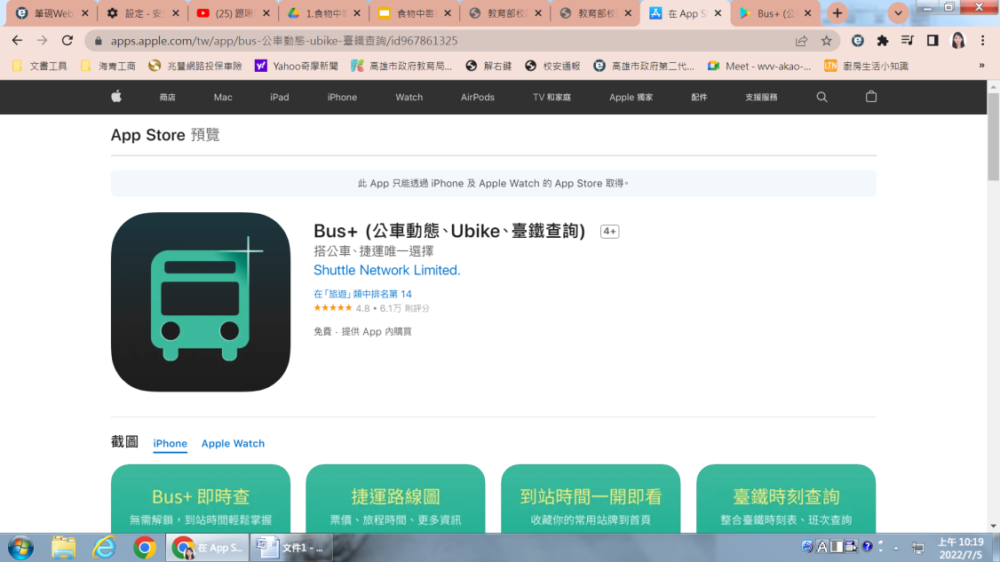 筆硯Web
設定 - 安
(25) 跟
1.食物中
食物中毒
教育部校
教育部校
在 App S
Bus+ (公
apps.apple.com/tw/app/bus-公車動態-ubike-臺鐵查詢/id967861325
文書工具
海青工商
兆豐網路投保車險
Yahoo奇摩新聞
高雄市政府教育局...
解右鍵
校安通報
高雄市政府第二代...
Meet - wvv-akao-...
LTN
廚房生活小知識
»
商店 Mac iPad iPhone Watch AirPods TV 和家庭 Apple 獨家 配件 支援服務
App Store 預覽
此 App 只能透過 iPhone 及 Apple Watch 的 App Store 取得。
Bus+ (公車動態、Ubike、臺鐵查詢) 4+
搭公車、捷運唯一選擇
Shuttle Network Limited.
在「旅遊」類中排名第 14
★★★★★ 4.8 • 6.1万 則評分
免費 · 提供 App 內購買
截圖 iPhone Apple Watch
Bus+ 即時查
無需解鎖，到站時間輕鬆掌握
捷運路線圖
票價、旅程時間、更多資訊
到站時間一開即看
收藏你的常用站牌到首頁
臺鐵時刻查詢
整合臺鐵時刻表、班次查詢
在 App S...
文件1 - ...
上午 10:19
2022/7/5